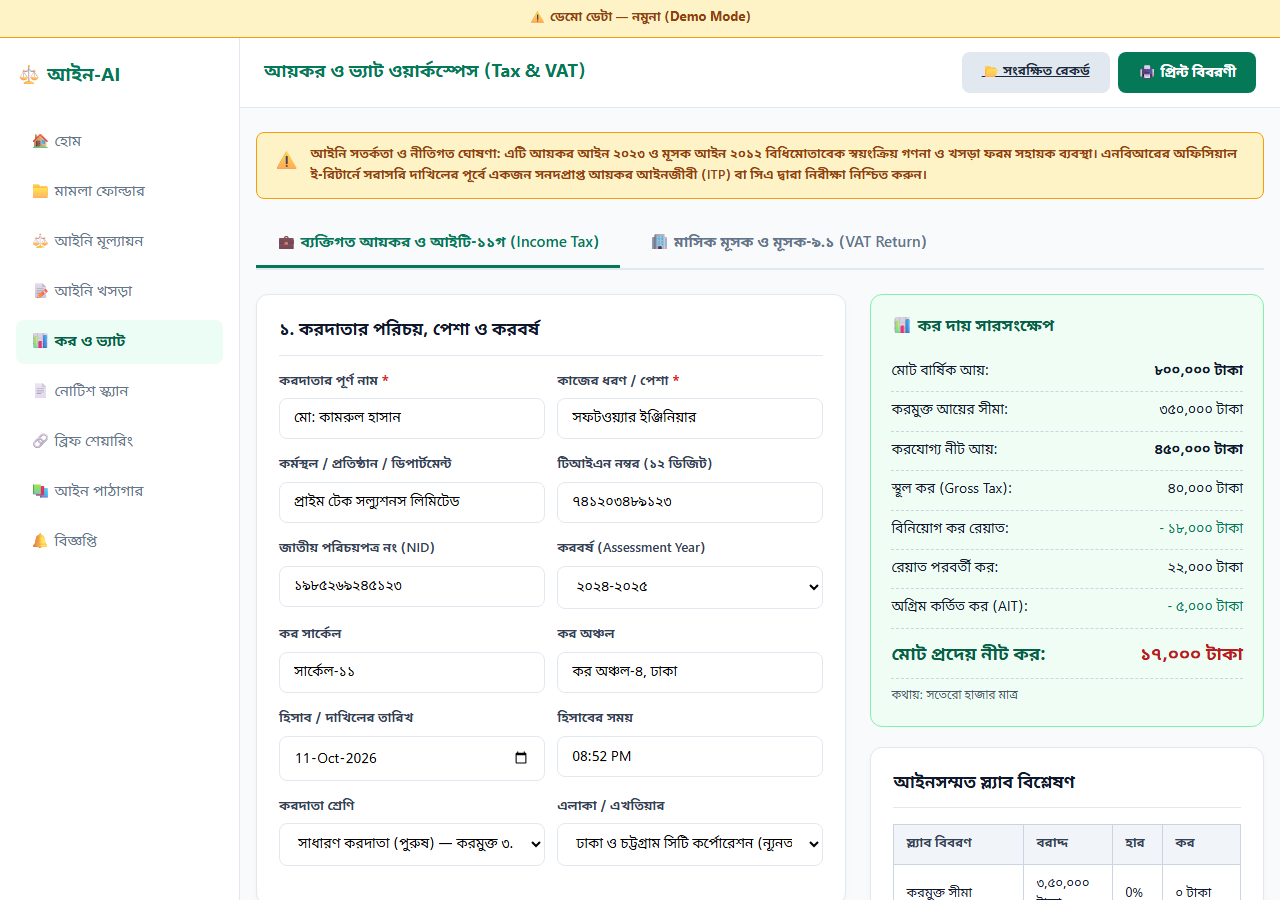 ⚠️ ডেমো ডেটা — নমুনা (Demo Mode)
⚖️ আইন-AI
🏠 হোম
📁 মামলা ফোল্ডার
⚖️ আইনি মূল্যায়ন
📝 আইনি খসড়া
📊 কর ও ভ্যাট
📄 নোটিশ স্ক্যান
🔗 ব্রিফ শেয়ারিং
📚 আইন পাঠাগার
🔔 বিজ্ঞপ্তি
আয়কর ও ভ্যাট ওয়ার্কস্পেস (Tax & VAT)
📁 সংরক্ষিত রেকর্ড
🖨️ প্রিন্ট বিবরণী
⚠️ আইনি সতর্কতা ও নীতিগত ঘোষণা: এটি আয়কর আইন ২০২৩ ও মূসক আইন ২০১২ বিধিমোতাবেক স্বয়ংক্রিয় গণনা ও খসড়া ফরম সহায়ক ব্যবস্থা। এনবিআরের অফিসিয়াল
ই-রিটার্নে সরাসরি দাখিলের পূর্বে একজন সনদপ্রাপ্ত আয়কর আইনজীবী (ITP) বা সিএ দ্বারা নিরীক্ষা নিশ্চিত করুন।
💼 ব্যক্তিগত আয়কর ও আইটি-১১গ (Income Tax)
🏢 মাসিক মূসক ও মূসক-৯.১ (VAT Return)
১. করদাতার পরিচয়, পেশা ও করবর্ষ
করদাতার পূর্ণ নাম *
কাজের ধরণ / পেশা *
মো: কামরুল হাসান
সফটওয়্যার ইঞ্জিনিয়ার
কর্মস্থল / প্রতিষ্ঠান / ডিপার্টমেন্ট
টিআইএন নম্বর (১২ ডিজিট)
প্রাইম টেক সল্যুশনস লিমিটেড
৭৪১২০৩৪৮৯১২৩
জাতীয় পরিচয়পত্র নং (NID)
করবর্ষ (Assessment Year)
১৯৮৫২৬৯২৪৫১২৩
২০২৪-২০২৫
কর সার্কেল
কর অঞ্চল
সার্কেল-১১
কর অঞ্চল-৪, ঢাকা
হিসাব / দাখিলের তারিখ
হিসাবের সময়
11-Oct-2026
08:52 PM
করদাতা শ্রেণি
এলাকা / এখতিয়ার
সাধারণ করদাতা (পুরুষ) — করমুক্ত ৩.
ঢাকা ও চট্টগ্রাম সিটি কর্পোরেশন (ন্যূনত
📊 কর দায় সারসংক্ষেপ
মোট বার্ষিক আয়: ৮০০,০০০ টাকা
করমুক্ত আয়ের সীমা: ৩৫০,০০০ টাকা
করযোগ্য নীট আয়: ৪৫০,০০০ টাকা
স্থূল কর (Gross Tax): ৪০,০০০ টাকা
বিনিয়োগ কর রেয়াত: - ১৮,০০০ টাকা
রেয়াত পরবর্তী কর: ২২,০০০ টাকা
অগ্রিম কর্তিত কর (AIT): - ৫,০০০ টাকা
মোট প্রদেয় নীট কর: ১৭,০০০ টাকা
কথায়: সতেরো হাজার মাত্র
আইনসম্মত স্ল্যাব বিশ্লেষণ
স্ল্যাব বিবরণ বরাদ্দ হার কর
করমুক্ত সীমা ৩,৫০,০০০ 0% ০ টাকা